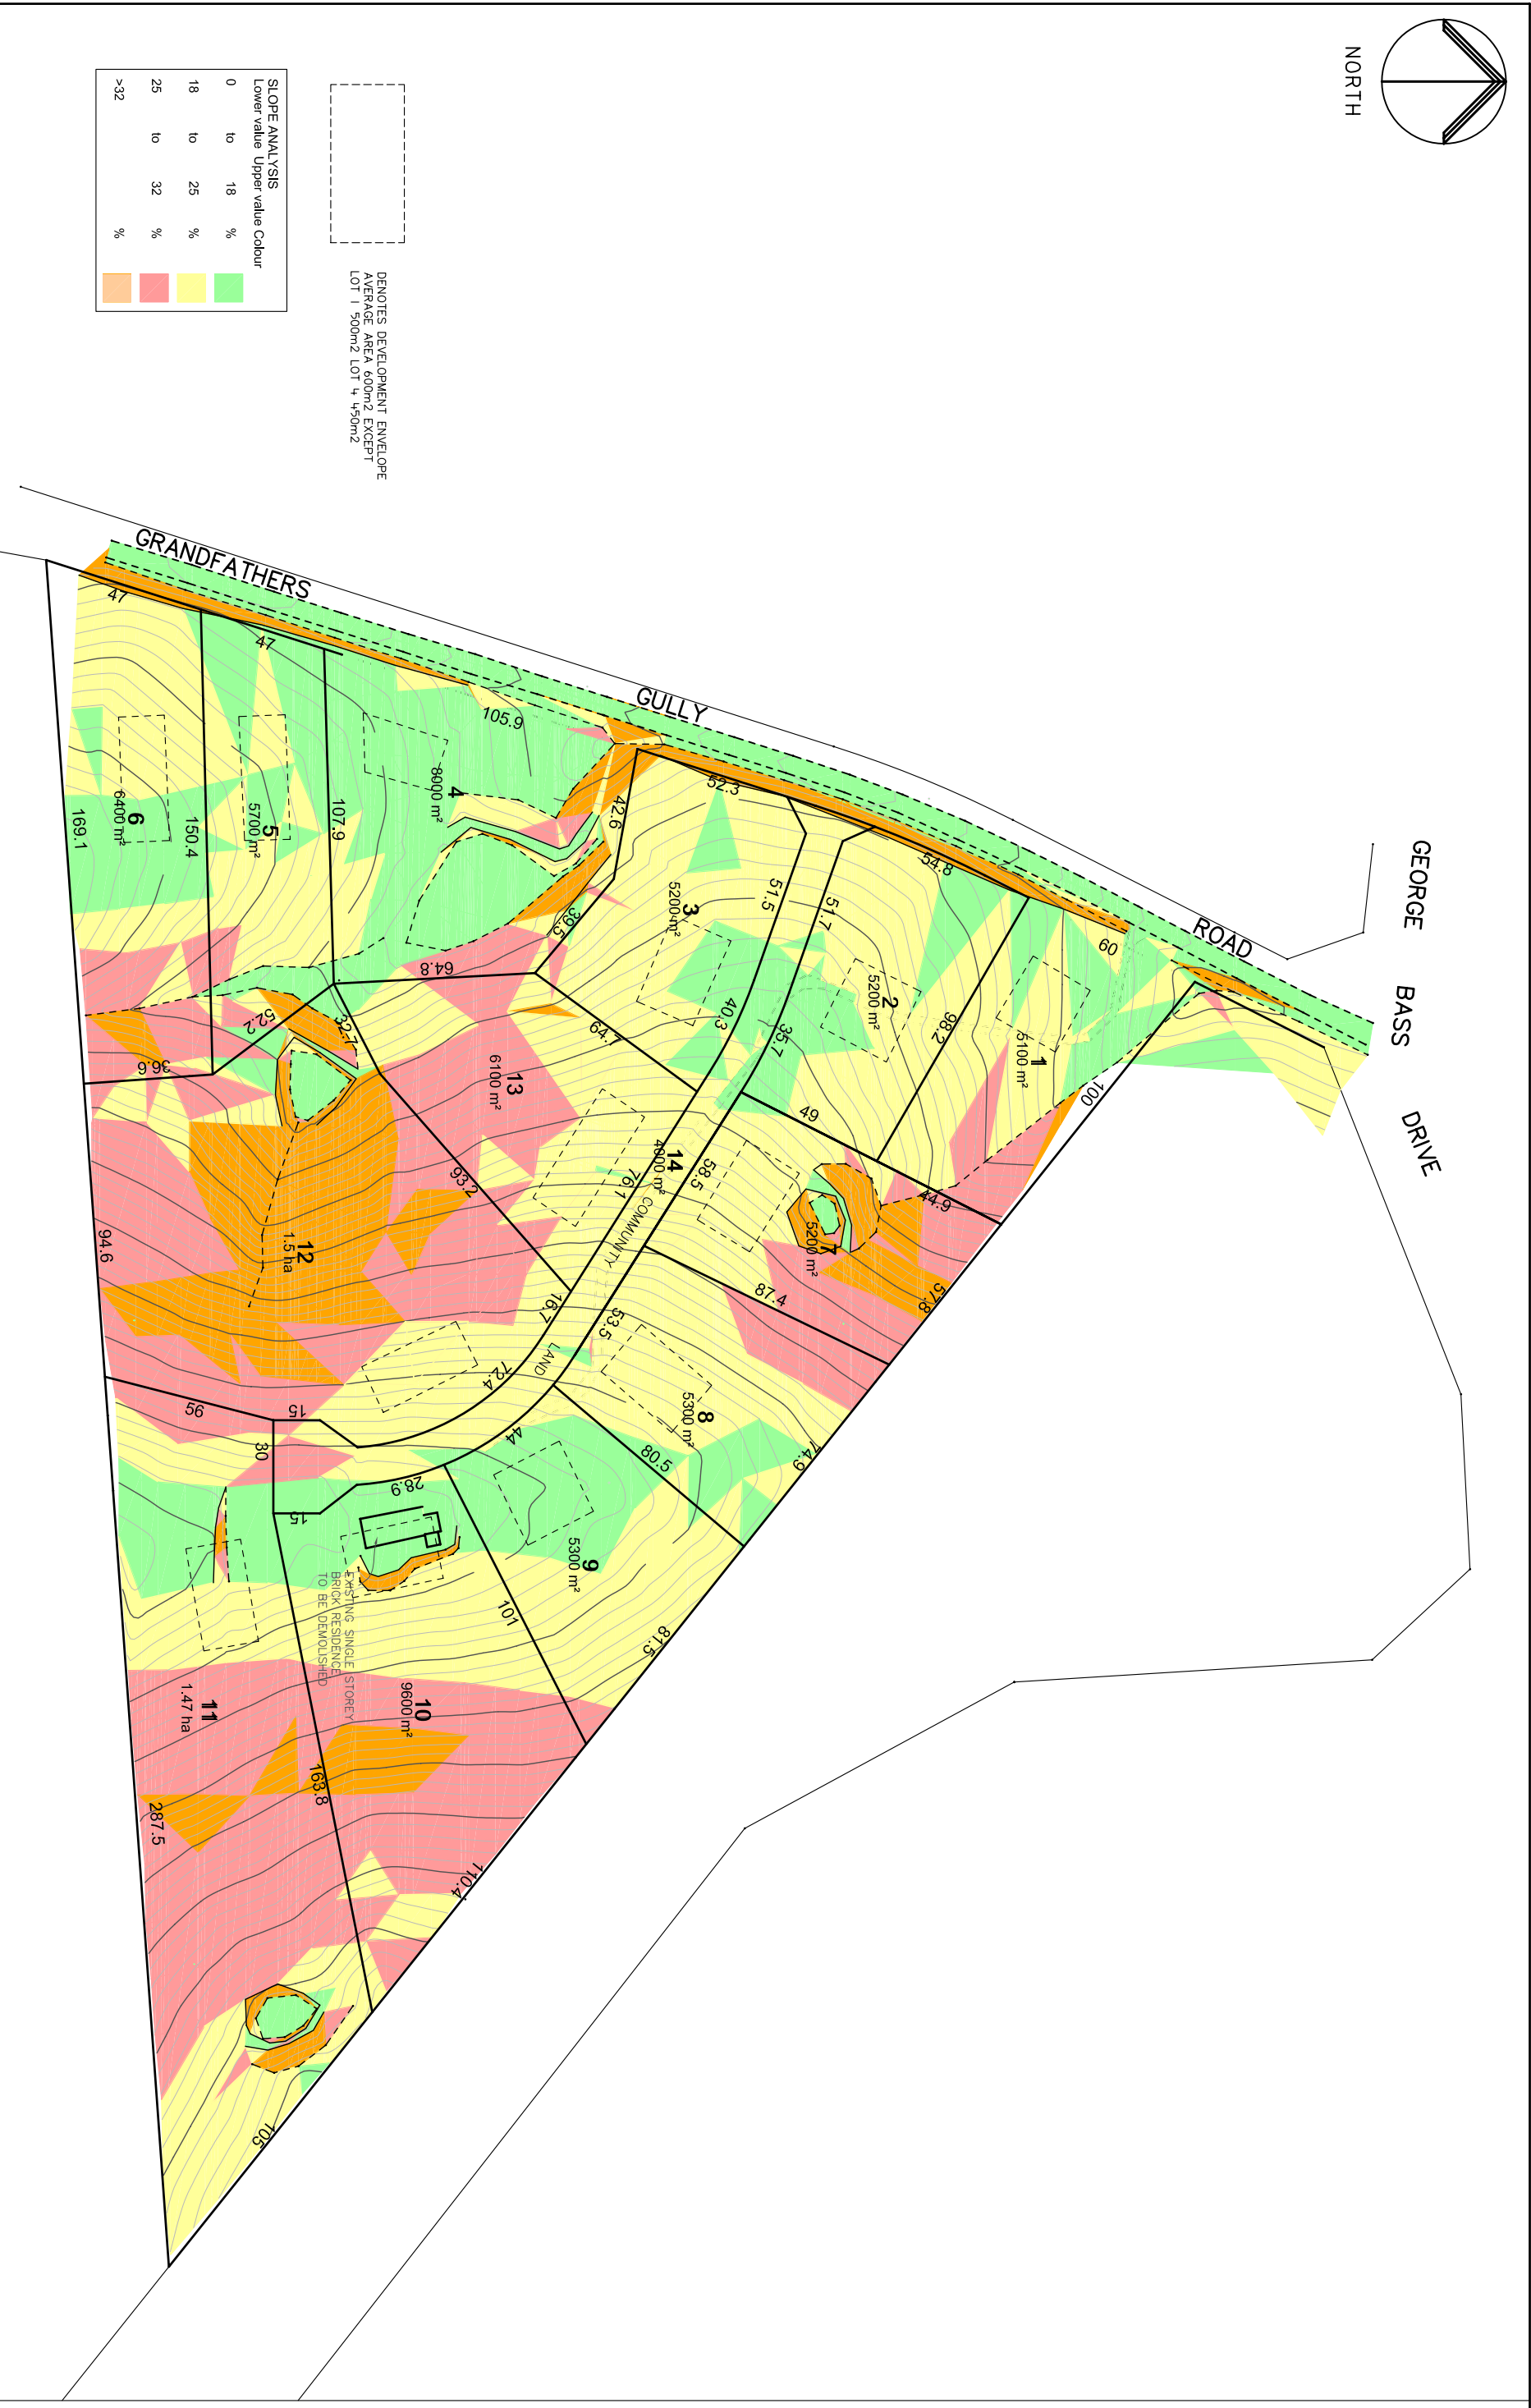 NORTH
GEORGE BASS DRIVE
GRANDFATHERS GULLY ROAD
DENOTES DEVELOPMENT ENVELOPE
AVERAGE AREA 600m2 EXCEPT
LOT 1 500m2 LOT 4 450m2
SLOPE ANALYSIS
Lower value Upper value Colour
0 to 18 %
18 to 25 %
25 to 32 %
>32 %
1
5100 m²
60
98.2
100
44.9
2
5200 m²
54.8
51.7
35.7
49
3
5200 m²
52.3
51.5
40.3
42.6
39.5
64.7
4
8000 m²
105.9
107.9
64.8
5
5700 m²
47
150.4
52.2
6
6400 m²
47
169.1
36.6
7
5200 m²
58.5
87.4
57.8
8
5300 m²
53.5
80.5
74.9
9
5300 m²
44
101
81.5
10
9600 m²
28.9
15
163.8
110.4
EXISTING SINGLE STOREY
BRICK RESIDENCE
TO BE DEMOLISHED
11
1.47 ha
30
56
287.5
105
12
1.5 ha
32.7
93.2
94.6
16.7
72.4
15
13
6100 m²
76.1
14
4000 m²
COMMUNITY LAND